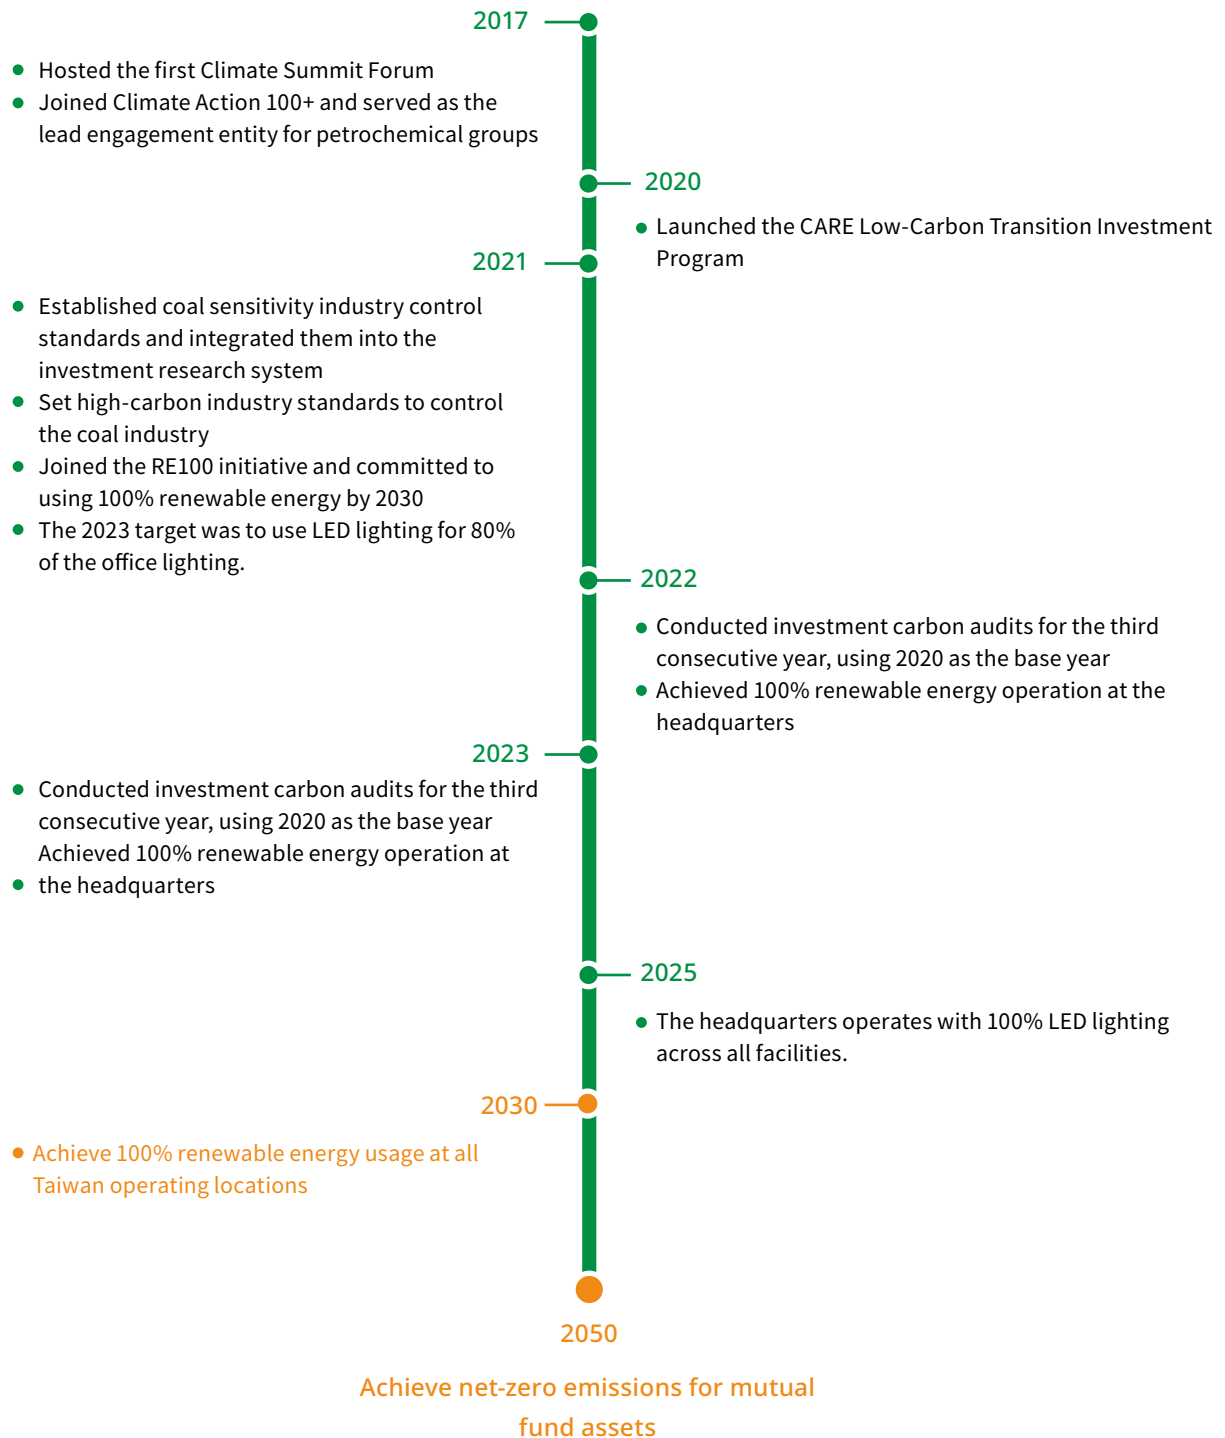 2017
Hosted the first Climate Summit Forum
Joined Climate Action 100+ and served as the
lead engagement entity for petrochemical groups
2020
Launched the CARE Low-Carbon Transition Investment
Program
2021
Established coal sensitivity industry control
standards and integrated them into the
investment research system
Set high-carbon industry standards to control
the coal industry
Joined the RE100 initiative and committed to
using 100% renewable energy by 2030
The 2023 target was to use LED lighting for 80%
of the office lighting.
2022
Conducted investment carbon audits for the third
consecutive year, using 2020 as the base year
Achieved 100% renewable energy operation at the
headquarters
2023
Conducted investment carbon audits for the third
consecutive year, using 2020 as the base year
Achieved 100% renewable energy operation at
the headquarters
2025
The headquarters operates with 100% LED lighting
across all facilities.
2030
Achieve 100% renewable energy usage at all
Taiwan operating locations
2050
Achieve net-zero emissions for mutual
fund assets